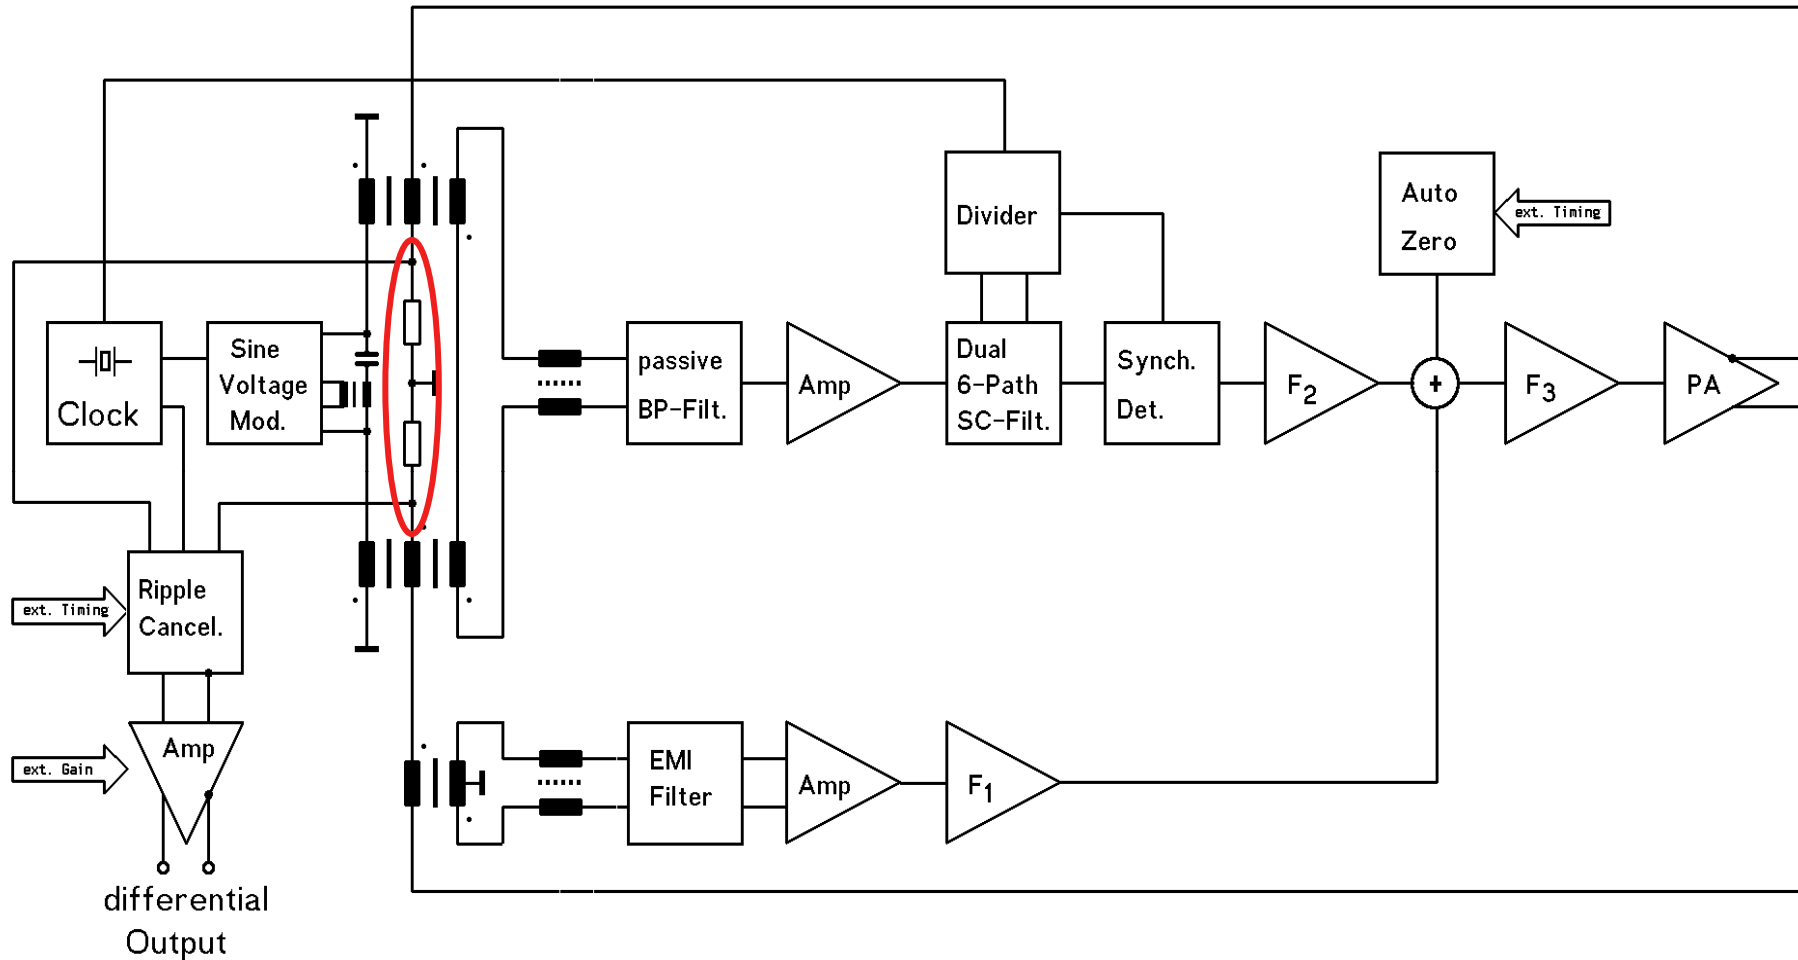 Divider
Auto
Zero
ext. Timing
Clock
Sine
Voltage
Mod.
passive
BP-Filt.
Amp
Dual
6-Path
SC-Filt.
Synch.
Det.
F2
+
F3
PA
Ripple
Cancel.
ext. Timing
Amp
ext. Gain
EMI
Filter
Amp
F1
differential
Output